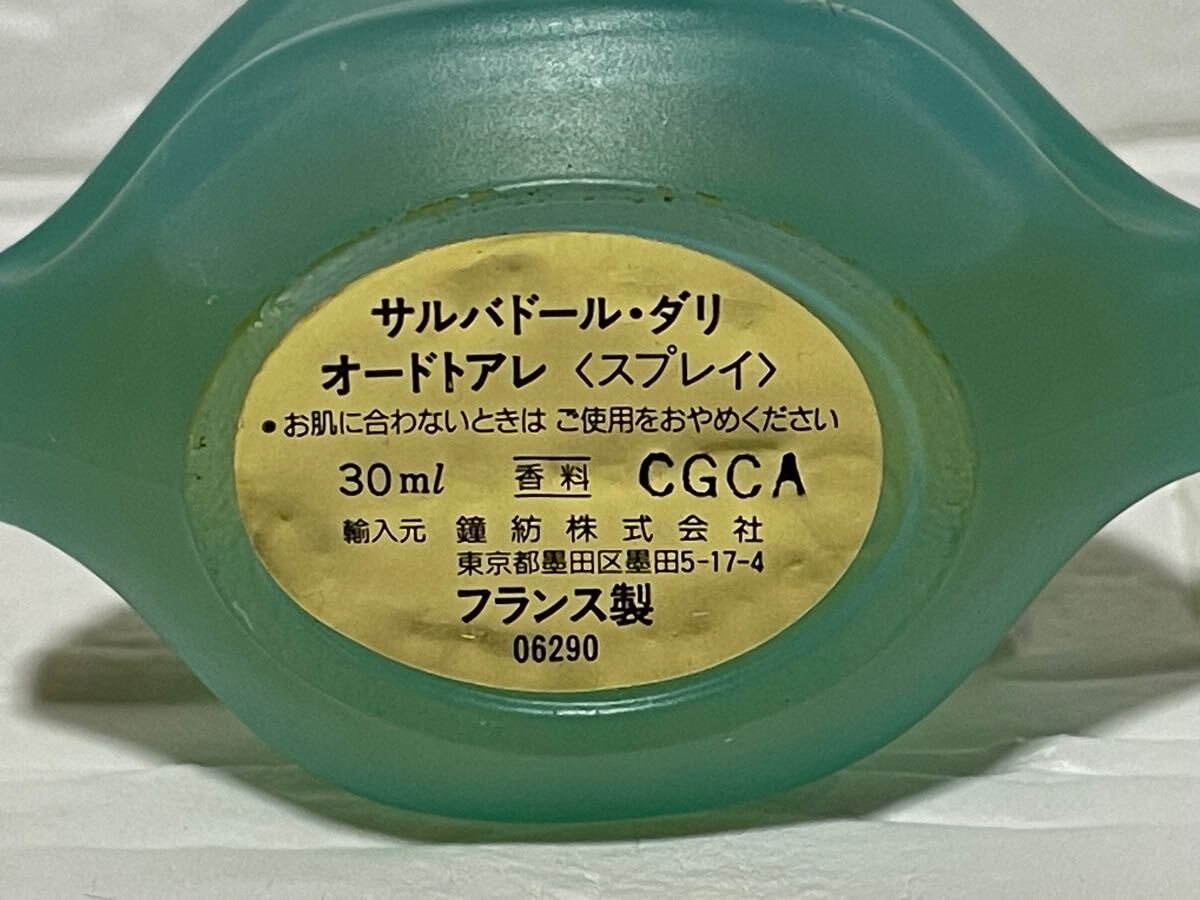 サルバドール・ダリ
オードトアレ〈スプレイ〉
●お肌に合わないときは ご使用をおやめください
30ml 香料 CGCA
輸入元 鐘紡株式会社
東京都墨田区墨田5-17-4
フランス製
06290